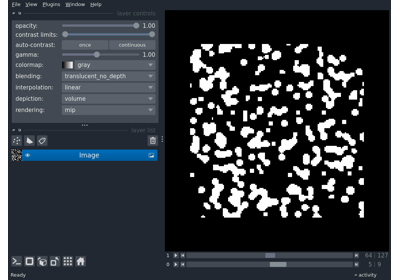 File View Plugins Window Help
layer controls
opacity: 1.00
contrast limits:
auto-contrast: once continuous
gamma: 1.00
colormap: gray
blending: translucent_no_depth
interpolation: linear
depiction: volume
rendering: mip
layer list
Image
1 64 127
0 5 9
Ready activity